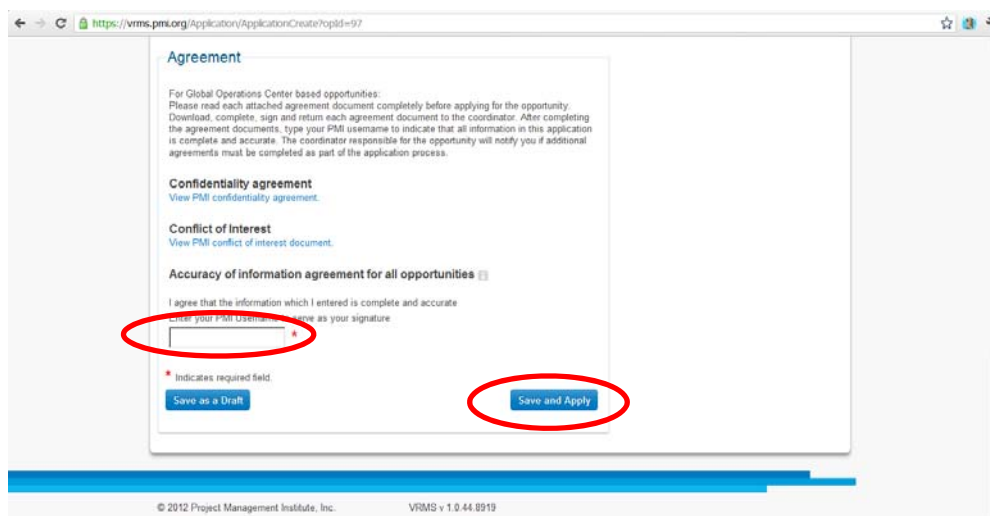 https://vrms.pmi.org/Application/ApplicationCreate?opId=97
Agreement
For Global Operations Center based opportunities:
Please read each attached agreement document completely before applying for the opportunity.
Download, complete, sign and return each agreement document to the coordinator. After completing
the agreement documents, type your PMI username to indicate that all information in this application
is complete and accurate. The coordinator responsible for the opportunity will notify you if additional
agreements must be completed as part of the application process.
Confidentiality agreement
View PMI confidentiality agreement.
Conflict of Interest
View PMI conflict of interest document.
Accuracy of information agreement for all opportunities
I agree that the information which I entered is complete and accurate
Enter your PMI Username to serve as your signature
*
* Indicates required field.
Save as a Draft Save and Apply
© 2012 Project Management Institute, Inc. VRMS v 1.0.44.8919